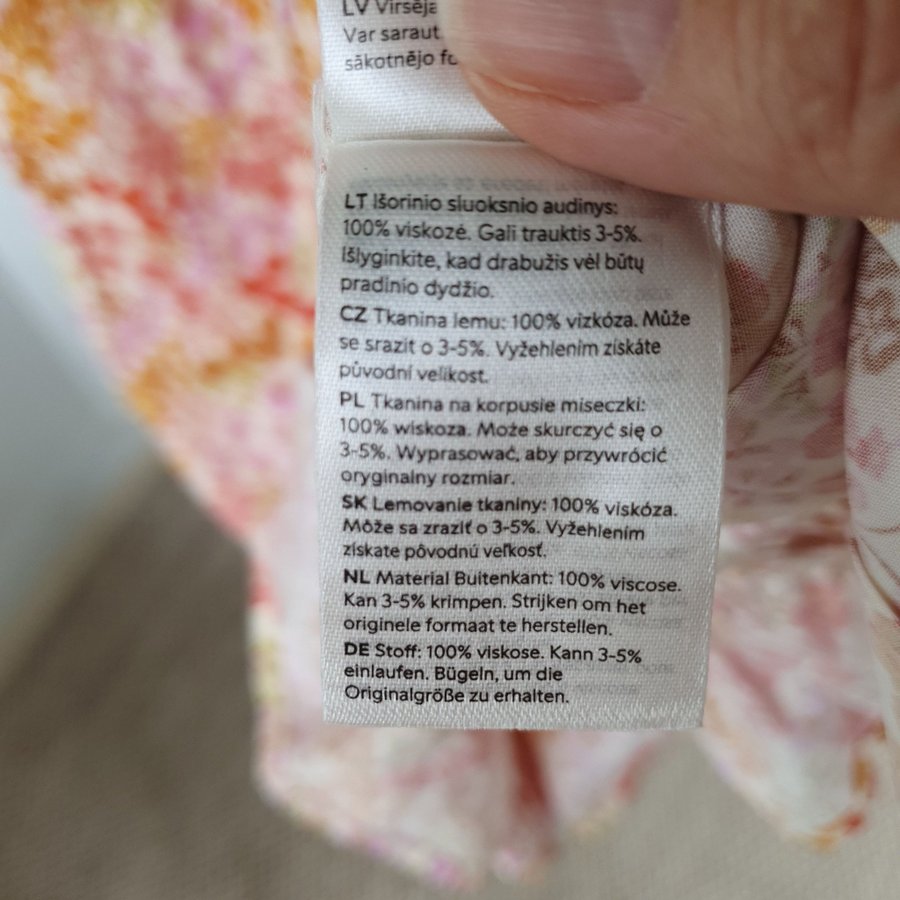 LV Virsēja
Var saraut
sākotnējo fo
LT Išorinio sluoksnio audinys:
100% viskozė. Gali trauktis 3-5%.
Išlyginkite, kad drabužis vėl būtų
pradinio dydžio.
CZ Tkanina lemu: 100% vizkóza. Může
se srazit o 3-5%. Vyžehlením získáte
původní velikost.
PL Tkanina na korpusie miseczki:
100% wiskoza. Może skurczyć się o
3-5%. Wyprasować, aby przywrócić
oryginalny rozmiar.
SK Lemovanie tkaniny: 100% viskóza.
Môže sa zraziť o 3-5%. Vyžehlením
získate pôvodnú veľkosť.
NL Material Buitenkant: 100% viscose.
Kan 3-5% krimpen. Strijken om het
originele formaat te herstellen.
DE Stoff: 100% viskose. Kann 3-5%
einlaufen. Bügeln, um die
Originalgröße zu erhalten.